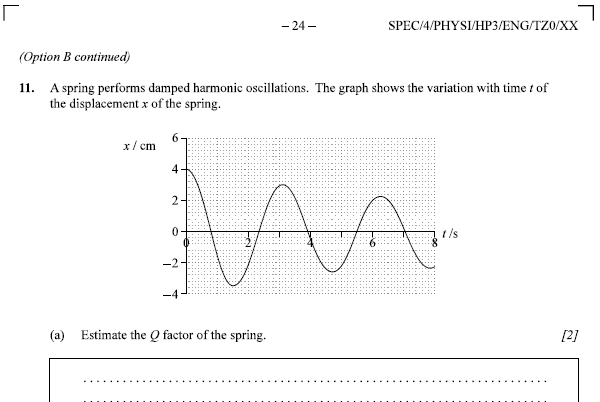 – 24 –
SPEC/4/PHYSI/HP3/ENG/TZ0/XX
(Option B continued)
11. A spring performs damped harmonic oscillations. The graph shows the variation with time t of
the displacement x of the spring.
x / cm
6
4
2
0
−2
−4
0
2
4
6
8
t /s
(a) Estimate the Q factor of the spring. [2]